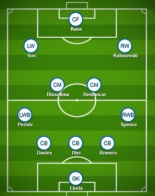 CF
Kane
LW
RW
Son
Kulusevski
CM
CM
Bissouma
Bentancur
LWB
RWB
Perisic
Spence
CB
CB
CB
Davies
Dier
Romero
GK
Lloris